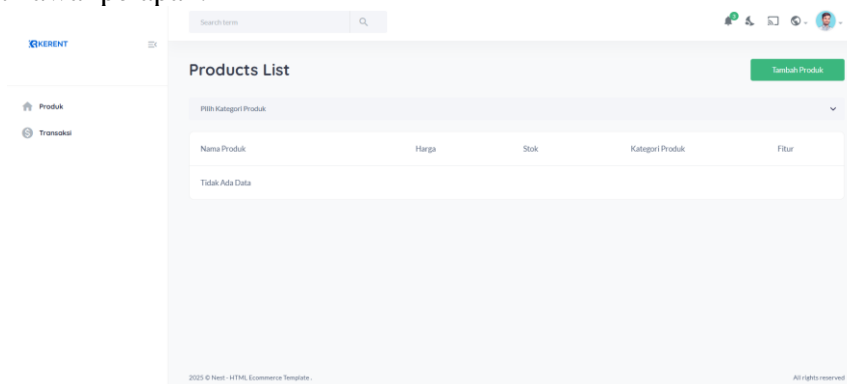 Search term
KERENT
Products List
Tambah Produk
Produk
Pilih Kategori Produk
Transaksi
Nama Produk Harga Stok Kategori Produk Fitur
Tidak Ada Data
2025 © Nest - HTML Ecommerce Template .
All rights reserved